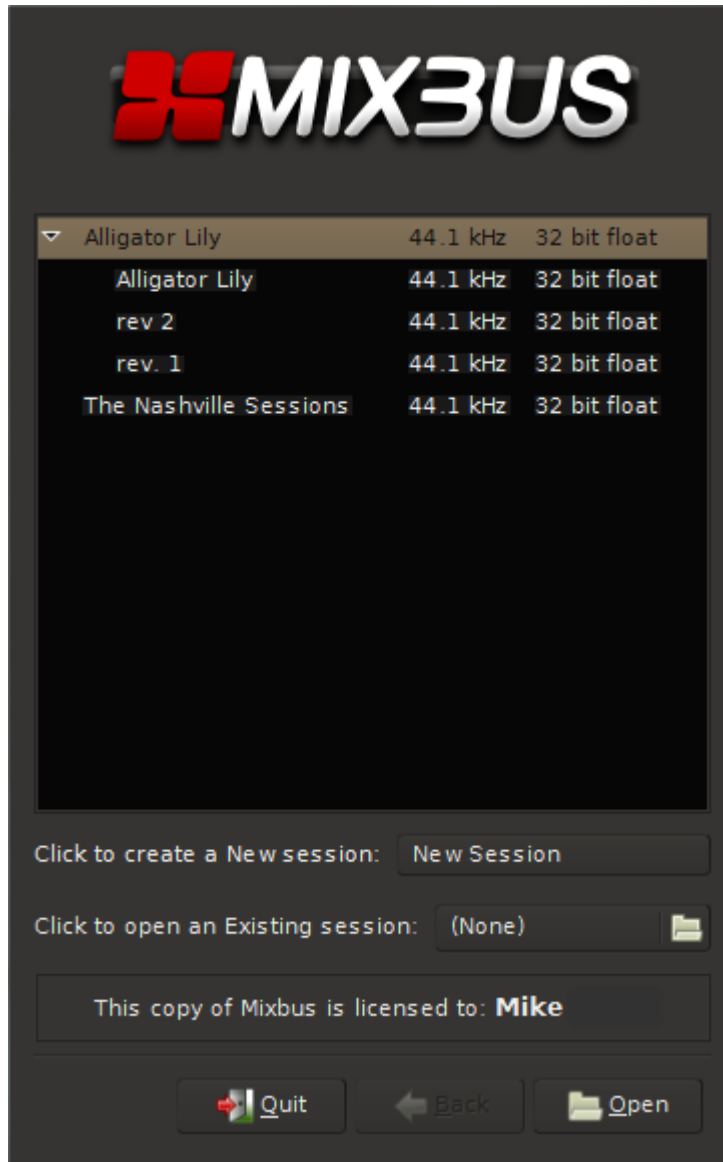 MIXBUS
Alligator Lily 44.1 kHz 32 bit float
Alligator Lily 44.1 kHz 32 bit float
rev 2 44.1 kHz 32 bit float
rev. 1 44.1 kHz 32 bit float
The Nashville Sessions 44.1 kHz 32 bit float
Click to create a New session: New Session
Click to open an Existing session: (None)
This copy of Mixbus is licensed to: Mike
Quit Back Open